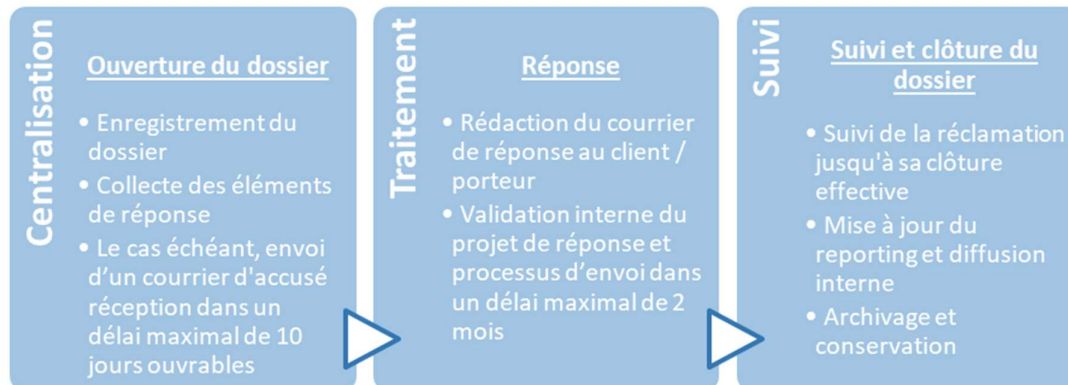 Centralisation
Ouverture du dossier
• Enregistrement du
dossier
• Collecte des éléments
de réponse
• Le cas échéant, envoi
d’un courrier d'accusé
réception dans un
délai maximal de 10
jours ouvrables
Traitement
Réponse
• Rédaction du courrier
de réponse au client /
porteur
• Validation interne du
projet de réponse et
processus d’envoi dans
un délai maximal de 2
mois
Suivi
Suivi et clôture du
dossier
• Suivi de la réclamation
jusqu'à sa clôture
effective
• Mise à jour du
reporting et diffusion
interne
• Archivage et
conservation